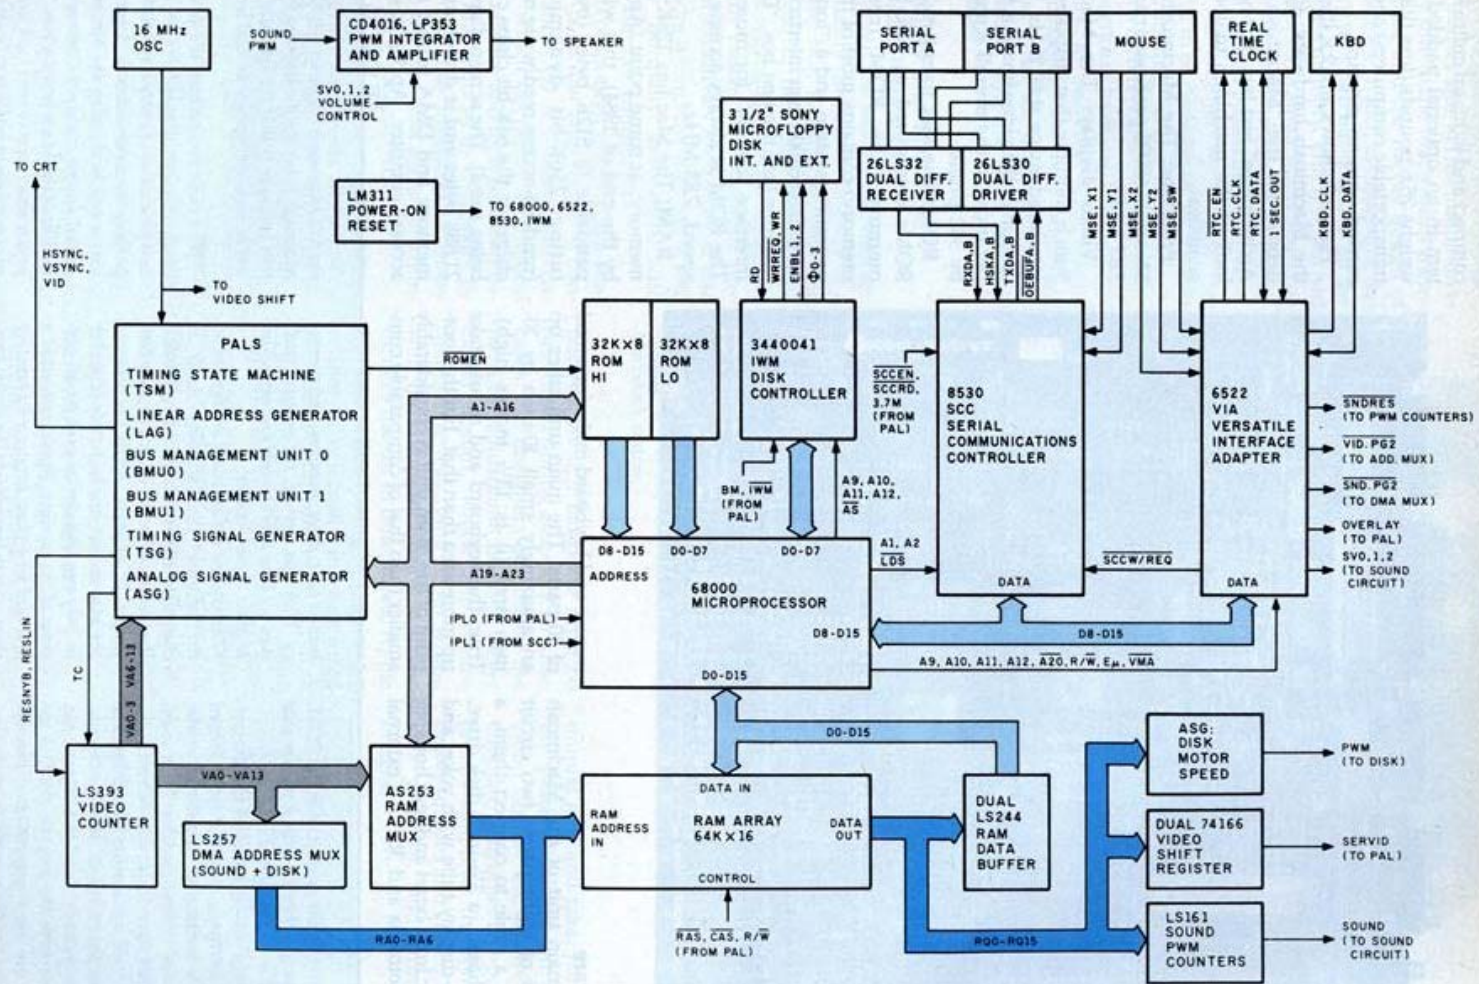 16 MHz
OSC
SOUND
PWM
CD4016, LP353
PWM INTEGRATOR
AND AMPLIFIER
TO SPEAKER
SV0,1,2
VOLUME
CONTROL
LM311
POWER-ON
RESET
TO 68000, 6522,
8530, IWM
TO CRT
HSYNC,
VSYNC,
VID
TO
VIDEO SHIFT
3 1/2" SONY
MICROFLOPPY
DISK
INT. AND EXT.
SERIAL
PORT A
SERIAL
PORT B
MOUSE
REAL
TIME
CLOCK
KBD
26LS32
DUAL DIFF.
RECEIVER
26LS30
DUAL DIFF.
DRIVER
RD
WRREQ, WR
ENBL1, 2
Φ0-3
RXDA,B
HSKA,B
TXDA,B
OEBUFA,B
MSE.X1
MSE.Y1
MSE.X2
MSE.Y2
MSE.SW
RTC.EN
RTC.CLK
RTC.DATA
1 SEC. OUT
KBD.CLK
KBD.DATA
PALS
TIMING STATE MACHINE
(TSM)
LINEAR ADDRESS GENERATOR
(LAG)
BUS MANAGEMENT UNIT 0
(BMU0)
BUS MANAGEMENT UNIT 1
(BMU1)
TIMING SIGNAL GENERATOR
(TSG)
ANALOG SIGNAL GENERATOR
(ASG)
ROMEN
A1-A16
32K×8
ROM
HI
32K×8
ROM
LO
3440041
IWM
DISK
CONTROLLER
SCCEN,
SCCRD,
3.7M
(FROM
PAL)
8530
SCC
SERIAL
COMMUNICATIONS
CONTROLLER
DATA
6522
VIA
VERSATILE
INTERFACE
ADAPTER
DATA
SNDRES
(TO PWM COUNTERS)
VID.PG2
(TO ADD. MUX)
SND.PG2
(TO DMA MUX)
OVERLAY
(TO PAL)
SV0,1,2
(TO SOUND
CIRCUIT)
BM, IWM
(FROM
PAL)
A9, A10,
A11, A12,
AS
A1, A2
LDS
SCCW/REQ
A19-A23
D8-D15
D0-D7
D0-D7
ADDRESS
68000
MICROPROCESSOR
D8-D15
D0-D15
IPL0 (FROM PAL)
IPL1 (FROM SCC)
D8-D15
A9, A10, A11, A12, A20, R/W, Eμ, VMA
RESNYB, RESLIN
TC
VA0-3 VA6-13
LS393
VIDEO
COUNTER
VA0-VA13
LS257
DMA ADDRESS MUX
(SOUND + DISK)
AS253
RAM
ADDRESS
MUX
RA0-RA6
D0-D15
DATA IN
RAM
ADDRESS
IN
RAM ARRAY
64K×16
DATA
OUT
CONTROL
RAS, CAS, R/W
(FROM PAL)
DUAL
LS244
RAM
DATA
BUFFER
RQ0-RQ15
ASG:
DISK
MOTOR
SPEED
PWM
(TO DISK)
DUAL 74166
VIDEO
SHIFT
REGISTER
SERVID
(TO PAL)
LS161
SOUND
PWM
COUNTERS
SOUND
(TO SOUND
CIRCUIT)